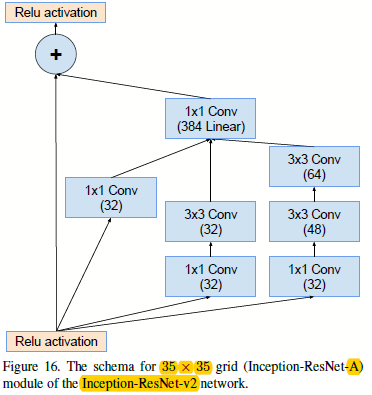 Relu activation
+
1x1 Conv
(384 Linear)
3x3 Conv
(64)
1x1 Conv
(32)
3x3 Conv
(32)
3x3 Conv
(48)
1x1 Conv
(32)
1x1 Conv
(32)
Relu activation
Figure 16. The schema for 35 × 35 grid (Inception-ResNet-A)
module of the Inception-ResNet-v2 network.